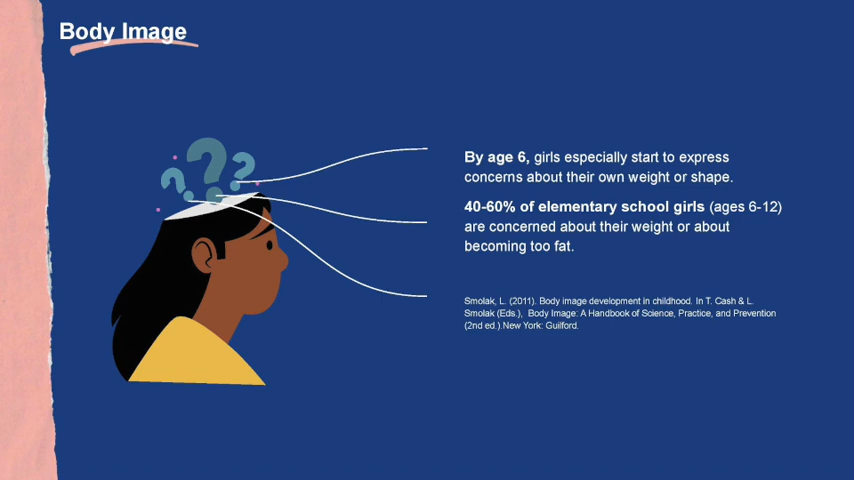 Body Image
By age 6, girls especially start to express
concerns about their own weight or shape.
40-60% of elementary school girls (ages 6-12)
are concerned about their weight or about
becoming too fat.
Smolak, L. (2011). Body image development in childhood. In T. Cash & L.
Smolak (Eds.),  Body Image: A Handbook of Science, Practice, and Prevention
(2nd ed.).New York: Guilford.
? ? ?